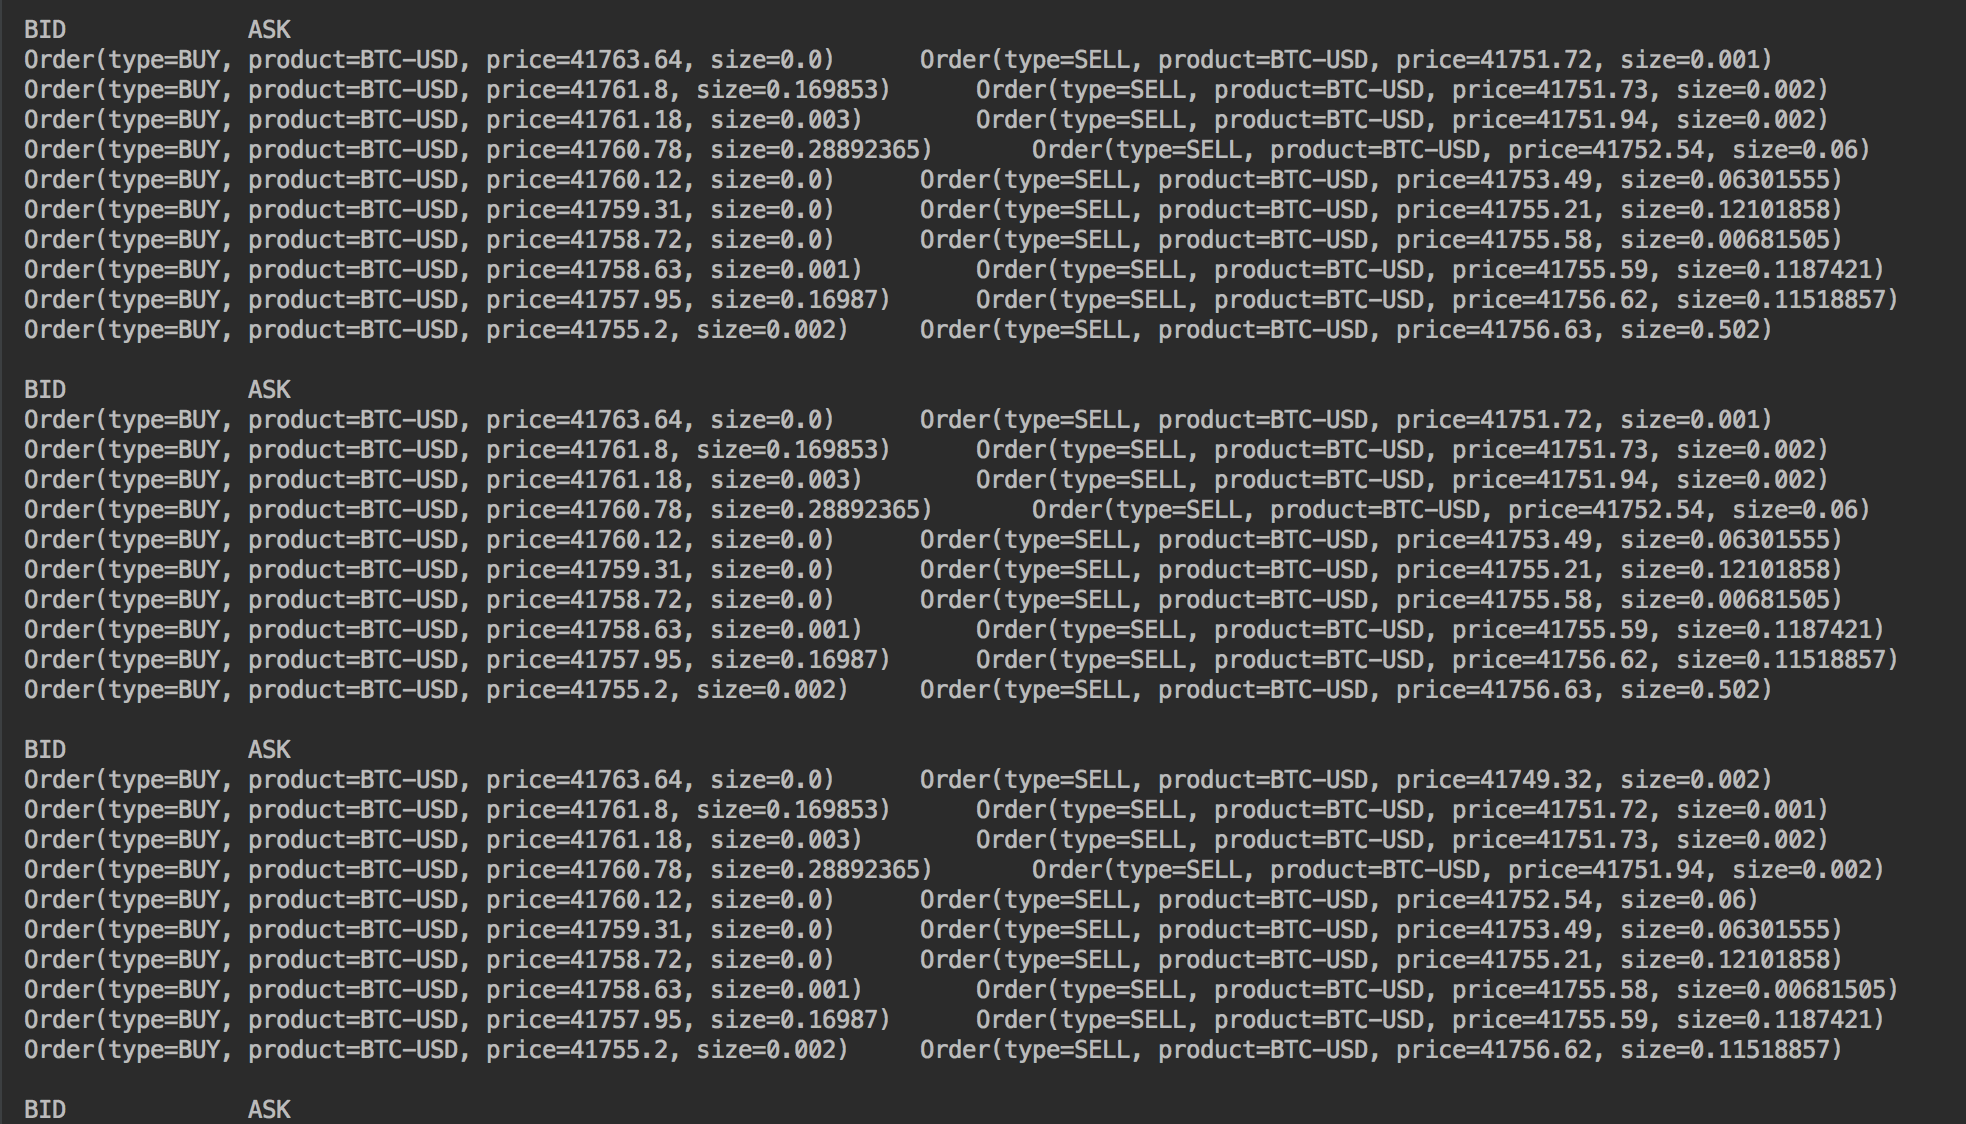 BID ASK
Order(type=BUY, product=BTC-USD, price=41763.64, size=0.0) Order(type=SELL, product=BTC-USD, price=41751.72, size=0.001)
Order(type=BUY, product=BTC-USD, price=41761.8, size=0.169853) Order(type=SELL, product=BTC-USD, price=41751.73, size=0.002)
Order(type=BUY, product=BTC-USD, price=41761.18, size=0.003) Order(type=SELL, product=BTC-USD, price=41751.94, size=0.002)
Order(type=BUY, product=BTC-USD, price=41760.78, size=0.28892365) Order(type=SELL, product=BTC-USD, price=41752.54, size=0.06)
Order(type=BUY, product=BTC-USD, price=41760.12, size=0.0) Order(type=SELL, product=BTC-USD, price=41753.49, size=0.06301555)
Order(type=BUY, product=BTC-USD, price=41759.31, size=0.0) Order(type=SELL, product=BTC-USD, price=41755.21, size=0.12101858)
Order(type=BUY, product=BTC-USD, price=41758.72, size=0.0) Order(type=SELL, product=BTC-USD, price=41755.58, size=0.00681505)
Order(type=BUY, product=BTC-USD, price=41758.63, size=0.001) Order(type=SELL, product=BTC-USD, price=41755.59, size=0.1187421)
Order(type=BUY, product=BTC-USD, price=41757.95, size=0.16987) Order(type=SELL, product=BTC-USD, price=41756.62, size=0.11518857)
Order(type=BUY, product=BTC-USD, price=41755.2, size=0.002) Order(type=SELL, product=BTC-USD, price=41756.63, size=0.502)
BID ASK
Order(type=BUY, product=BTC-USD, price=41763.64, size=0.0) Order(type=SELL, product=BTC-USD, price=41751.72, size=0.001)
Order(type=BUY, product=BTC-USD, price=41761.8, size=0.169853) Order(type=SELL, product=BTC-USD, price=41751.73, size=0.002)
Order(type=BUY, product=BTC-USD, price=41761.18, size=0.003) Order(type=SELL, product=BTC-USD, price=41751.94, size=0.002)
Order(type=BUY, product=BTC-USD, price=41760.78, size=0.28892365) Order(type=SELL, product=BTC-USD, price=41752.54, size=0.06)
Order(type=BUY, product=BTC-USD, price=41760.12, size=0.0) Order(type=SELL, product=BTC-USD, price=41753.49, size=0.06301555)
Order(type=BUY, product=BTC-USD, price=41759.31, size=0.0) Order(type=SELL, product=BTC-USD, price=41755.21, size=0.12101858)
Order(type=BUY, product=BTC-USD, price=41758.72, size=0.0) Order(type=SELL, product=BTC-USD, price=41755.58, size=0.00681505)
Order(type=BUY, product=BTC-USD, price=41758.63, size=0.001) Order(type=SELL, product=BTC-USD, price=41755.59, size=0.1187421)
Order(type=BUY, product=BTC-USD, price=41757.95, size=0.16987) Order(type=SELL, product=BTC-USD, price=41756.62, size=0.11518857)
Order(type=BUY, product=BTC-USD, price=41755.2, size=0.002) Order(type=SELL, product=BTC-USD, price=41756.63, size=0.502)
BID ASK
Order(type=BUY, product=BTC-USD, price=41763.64, size=0.0) Order(type=SELL, product=BTC-USD, price=41749.32, size=0.002)
Order(type=BUY, product=BTC-USD, price=41761.8, size=0.169853) Order(type=SELL, product=BTC-USD, price=41751.72, size=0.001)
Order(type=BUY, product=BTC-USD, price=41761.18, size=0.003) Order(type=SELL, product=BTC-USD, price=41751.73, size=0.002)
Order(type=BUY, product=BTC-USD, price=41760.78, size=0.28892365) Order(type=SELL, product=BTC-USD, price=41751.94, size=0.002)
Order(type=BUY, product=BTC-USD, price=41760.12, size=0.0) Order(type=SELL, product=BTC-USD, price=41752.54, size=0.06)
Order(type=BUY, product=BTC-USD, price=41759.31, size=0.0) Order(type=SELL, product=BTC-USD, price=41753.49, size=0.06301555)
Order(type=BUY, product=BTC-USD, price=41758.72, size=0.0) Order(type=SELL, product=BTC-USD, price=41755.21, size=0.12101858)
Order(type=BUY, product=BTC-USD, price=41758.63, size=0.001) Order(type=SELL, product=BTC-USD, price=41755.58, size=0.00681505)
Order(type=BUY, product=BTC-USD, price=41757.95, size=0.16987) Order(type=SELL, product=BTC-USD, price=41755.59, size=0.1187421)
Order(type=BUY, product=BTC-USD, price=41755.2, size=0.002) Order(type=SELL, product=BTC-USD, price=41756.62, size=0.11518857)
BID ASK